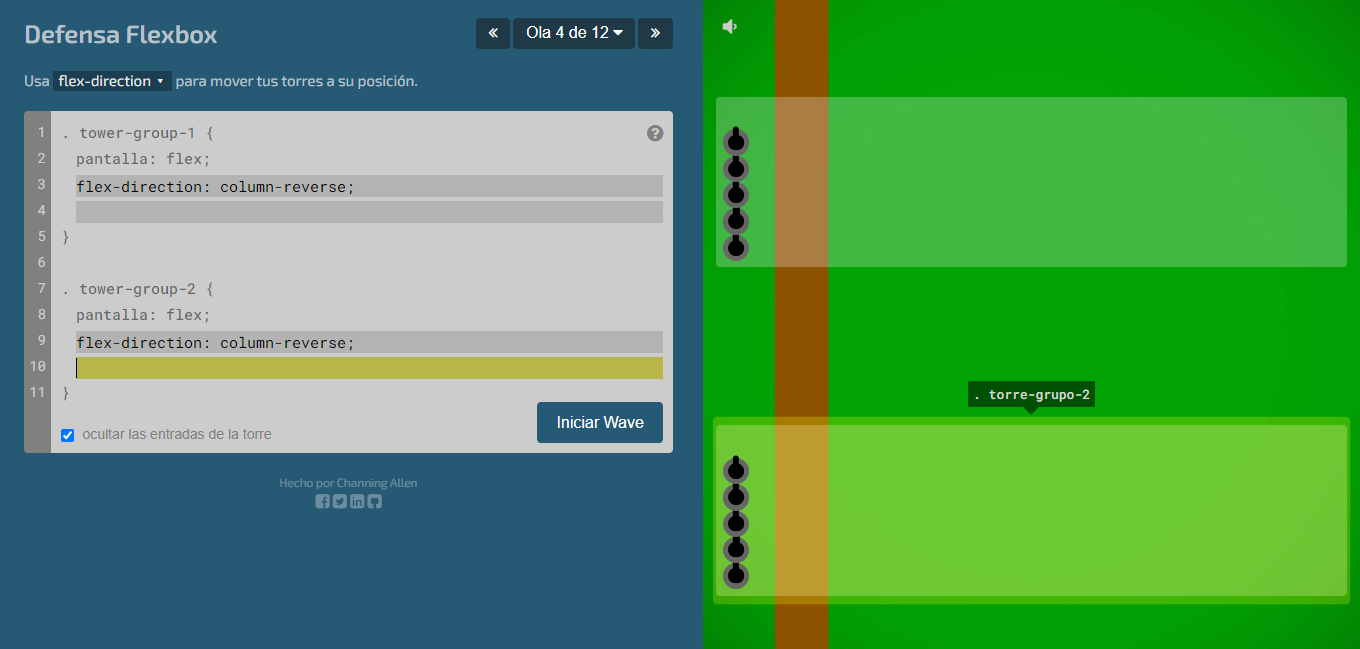 Defensa Flexbox
« Ola 4 de 12 »
Usa flex-direction para mover tus torres a su posición.
1 . tower-group-1 {
2 pantalla: flex;
3 flex-direction: column-reverse;
4
5 }
6
7 . tower-group-2 {
8 pantalla: flex;
9 flex-direction: column-reverse;
10
11 }
Iniciar Wave
ocultar las entradas de la torre
Hecho por Channing Allen
. torre-grupo-2